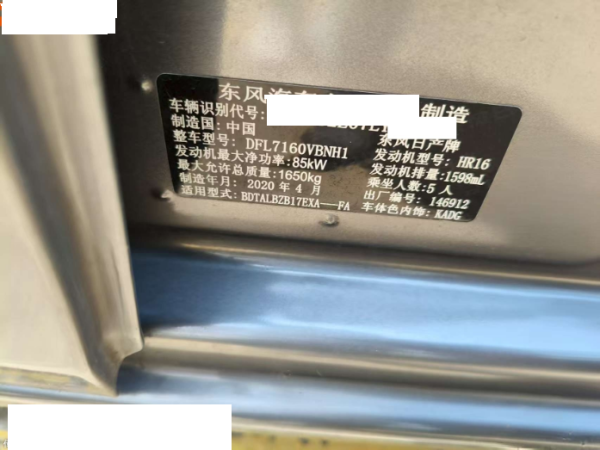 东风汽车 制造
车辆识别代号:
制造国: 中国 东风日产牌
整车型号: DFL7160VBNH1 发动机型号: HR16
发动机最大净功率: 85kW 发动机排量: 1598mL
最大允许总质量: 1650kg 乘坐人数: 5 人
制造年月: 2020 年 4 月 出厂编号: 146912
适用型式: BDTALBZB17EXA——FA 车体色内饰: KADG